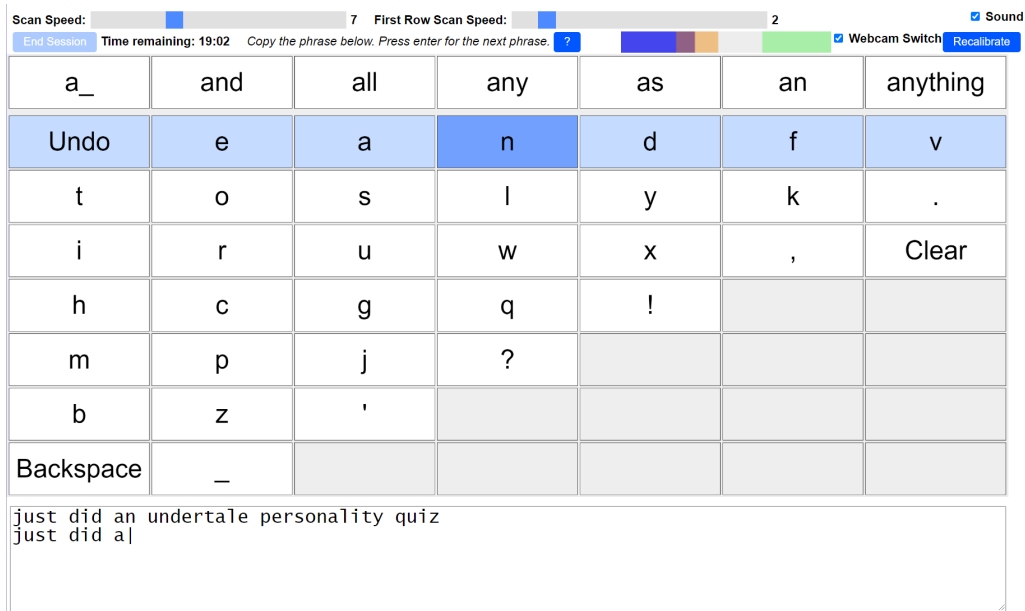 Scan Speed: 7 First Row Scan Speed: 2 Sound
End Session Time remaining: 19:02 Copy the phrase below. Press enter for the next phrase. ? Webcam Switch Recalibrate
a_ and all any as an anything
Undo e a n d f v
t o s l y k .
i r u w x , Clear
h c g q !
m p j ?
b z '
Backspace _
just did an undertale personality quiz
just did a